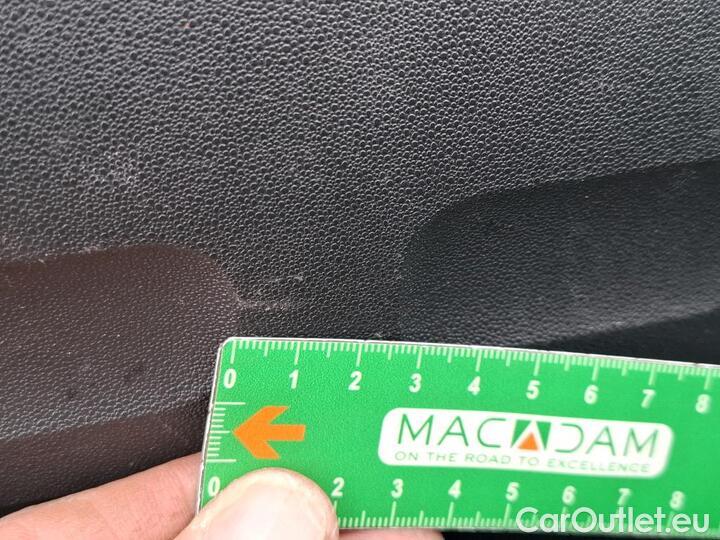 0 1 2 3 4 5 6 7 8
MACADAM
ON THE ROAD TO EXCELLENCE
0 2 3 4 5 6 7 8
CarOutlet.eu